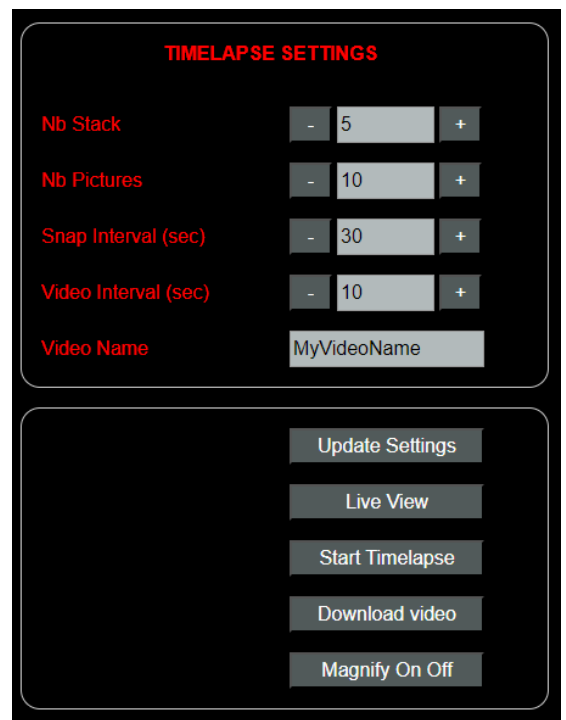 TIMELAPSE SETTINGS
Nb Stack - 5 +
Nb Pictures - 10 +
Snap Interval (sec) - 30 +
Video Interval (sec) - 10 +
Video Name MyVideoName
Update Settings
Live View
Start Timelapse
Download video
Magnify On Off